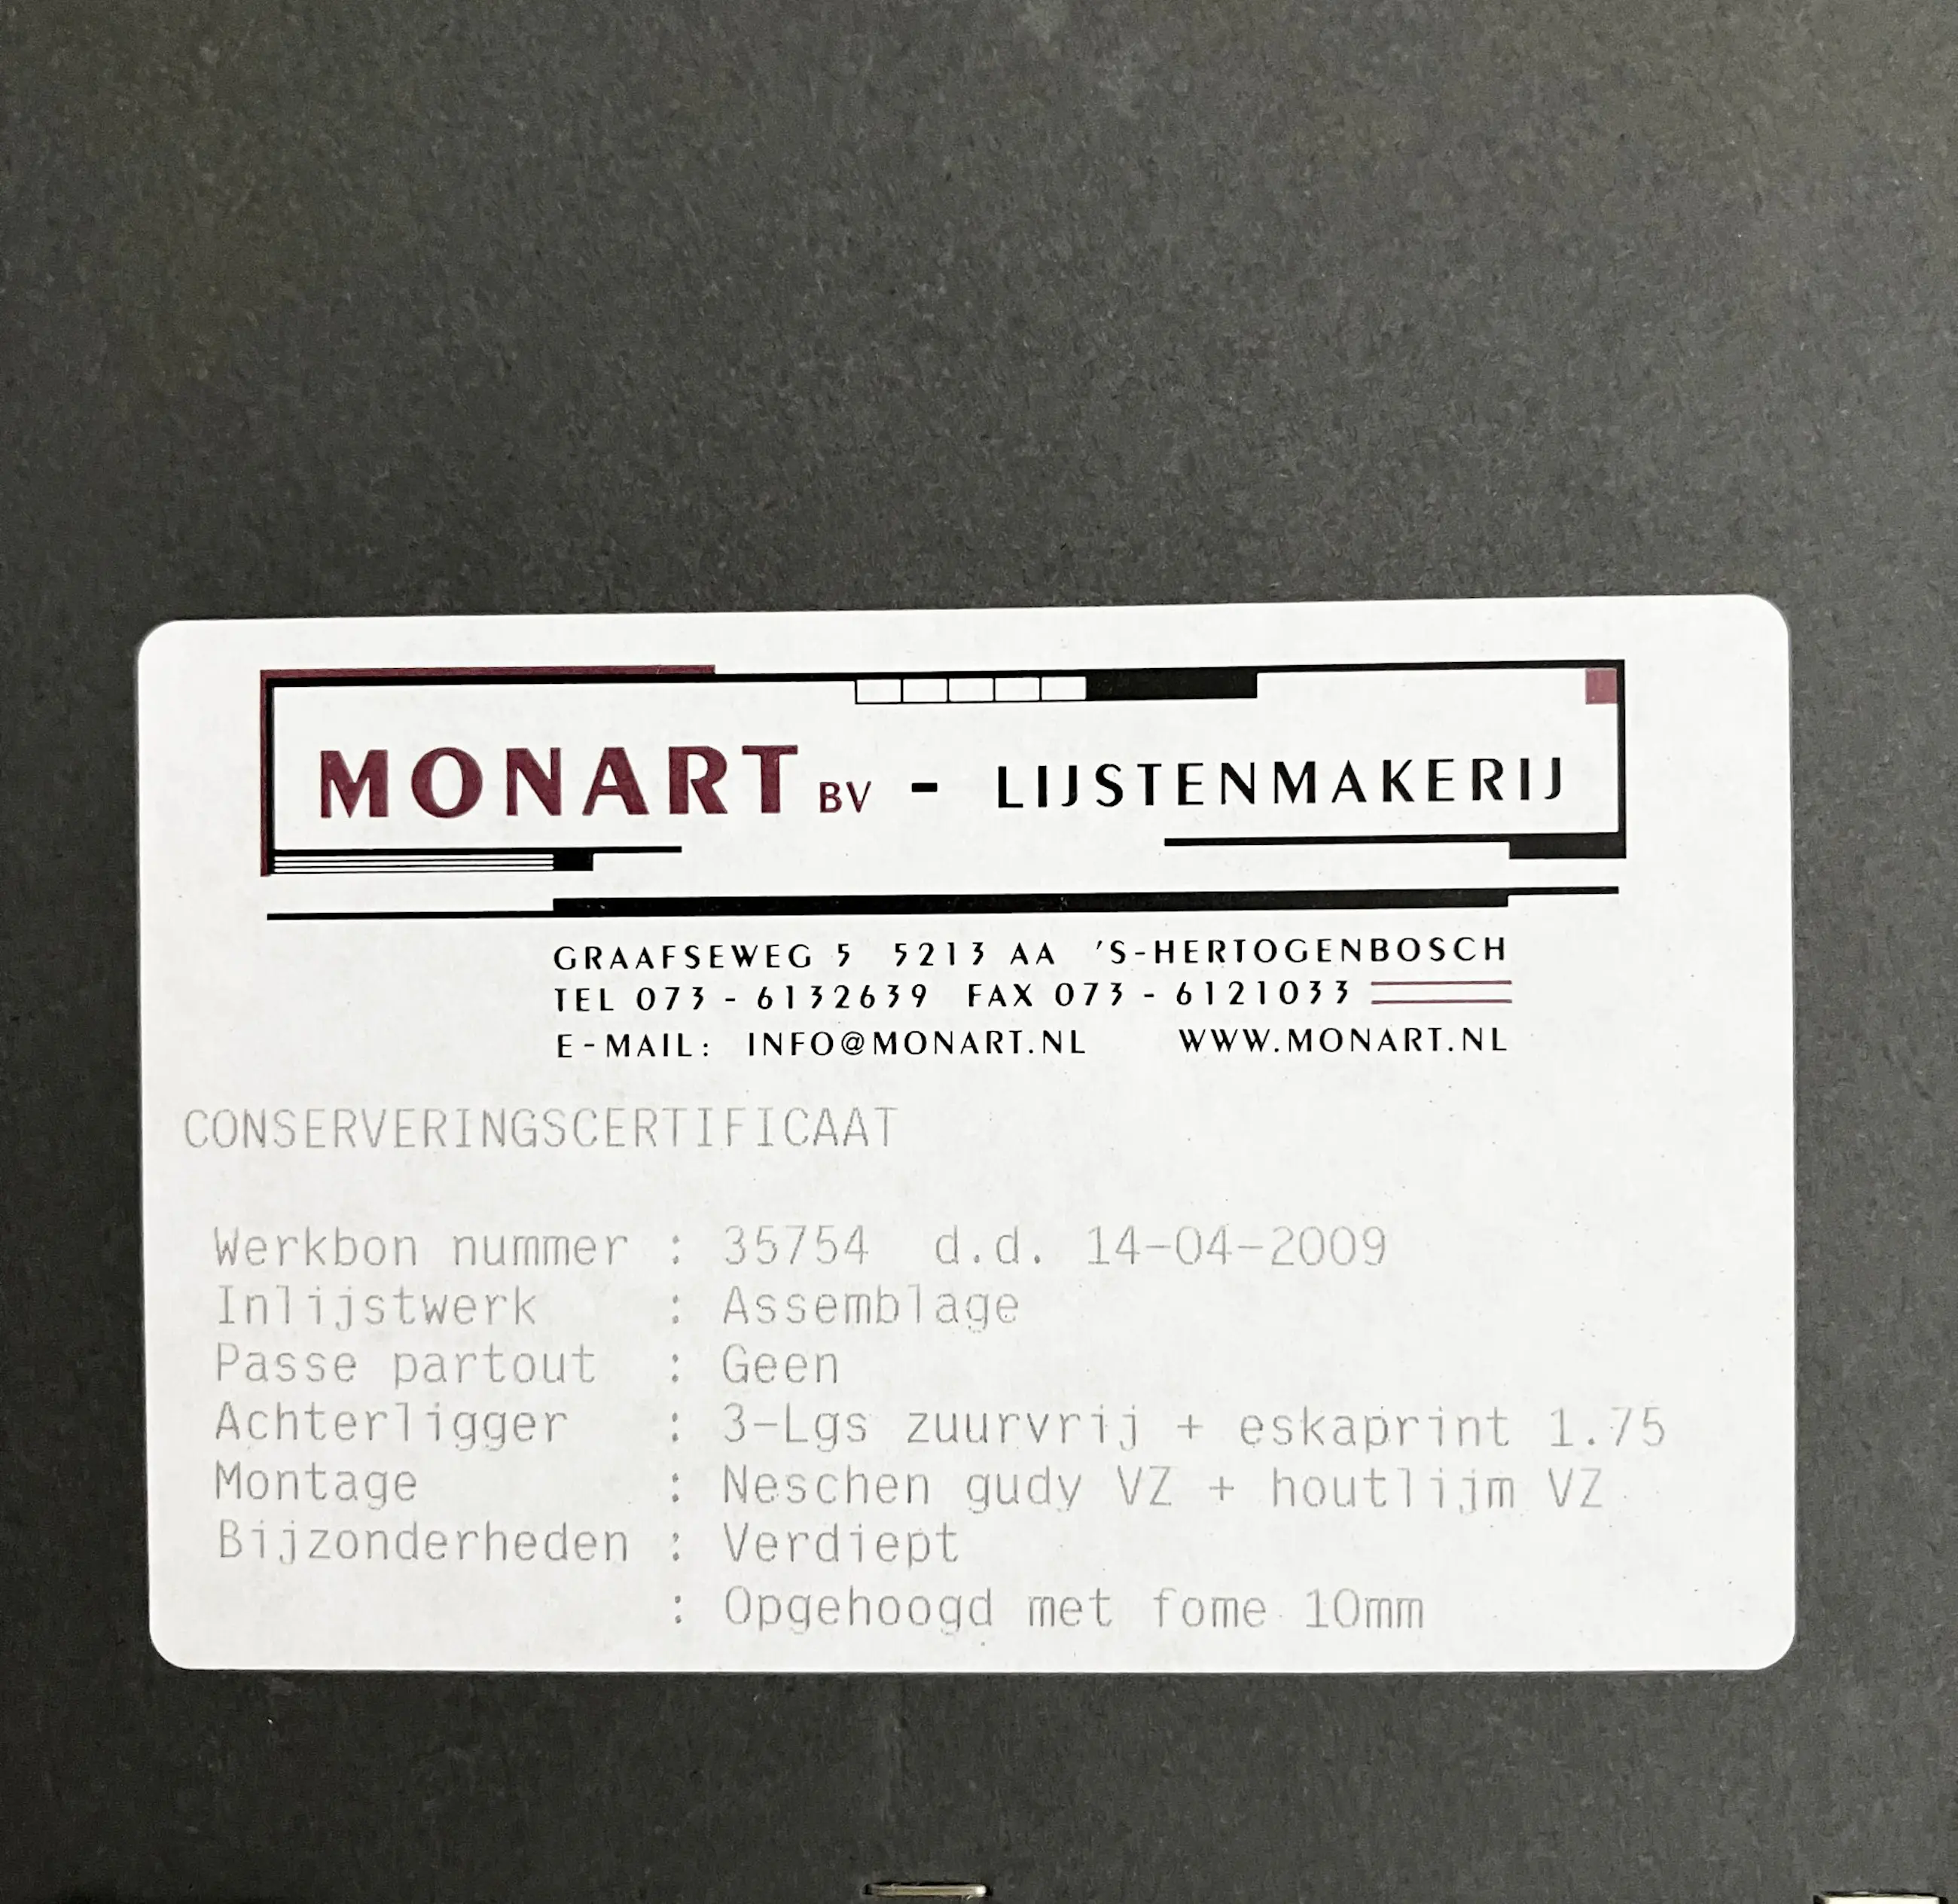 MONART BV - LIJSTENMAKERIJ
GRAAFSEWEG 5 5213 AA 'S-HERTOGENBOSCH
TEL 073 - 6132639 FAX 073 - 6121033
E-MAIL: INFO@MONART.NL WWW.MONART.NL
CONSERVERINGSCERTIFICAAT
Werkbon nummer : 35754 d.d. 14-04-2009
Inlijstwerk : Assemblage
Passe partout : Geen
Achterligger : 3-Lgs zuurvrij + eskaprint 1.75
Montage : Neschen gudy VZ + houtlijm VZ
Bijzonderheden : Verdiept
: Opgehoogd met fome 10mm